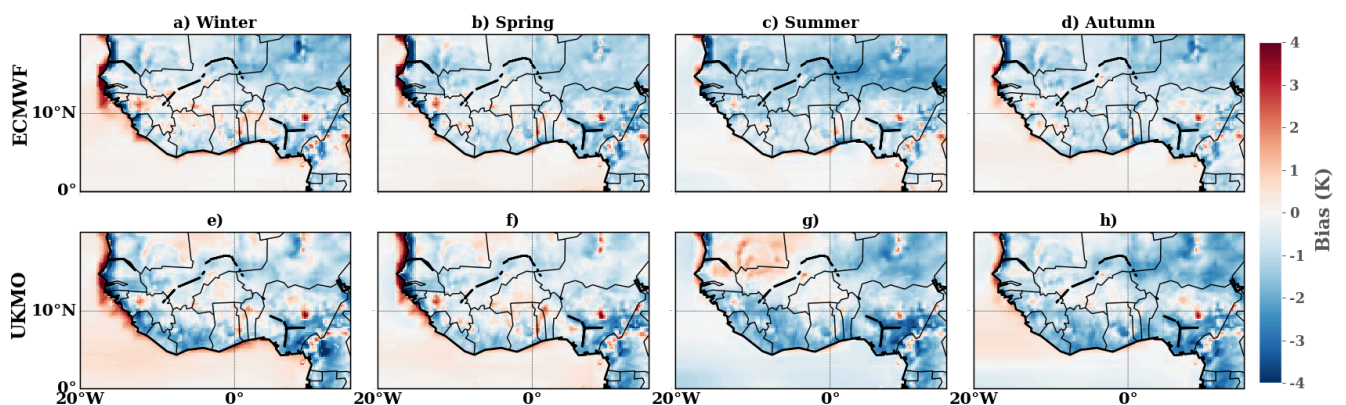 a) Winter
b) Spring
c) Summer
d) Autumn
ECMWF
10°N
0°
4
3
2
1
0
-1
-2
-3
-4
Bias (K)
e)
f)
g)
h)
UKMO
10°N
0°
20°W
0°
20°W
0°
20°W
0°
20°W
0°